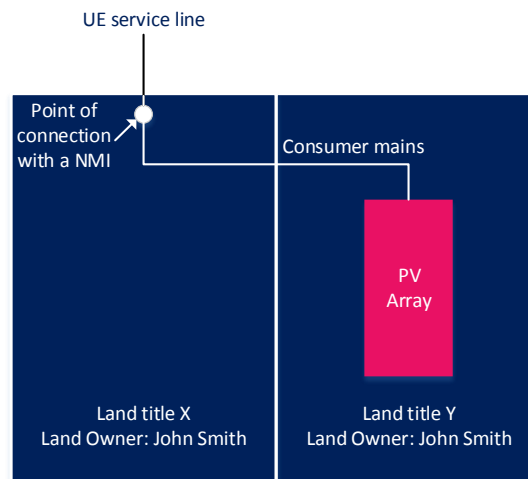 UE service line
Point of
connection
with a NMI
Consumer mains
PV
Array
Land title X
Land Owner: John Smith
Land title Y
Land Owner: John Smith